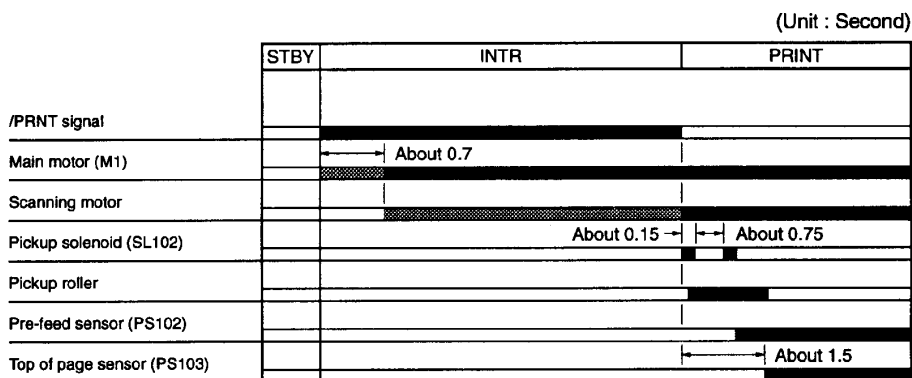 (Unit : Second)
STBY INTR PRINT
/PRNT signal
Main motor (M1) About 0.7
Scanning motor
Pickup solenoid (SL102) About 0.15 About 0.75
Pickup roller
Pre-feed sensor (PS102)
Top of page sensor (PS103) About 1.5